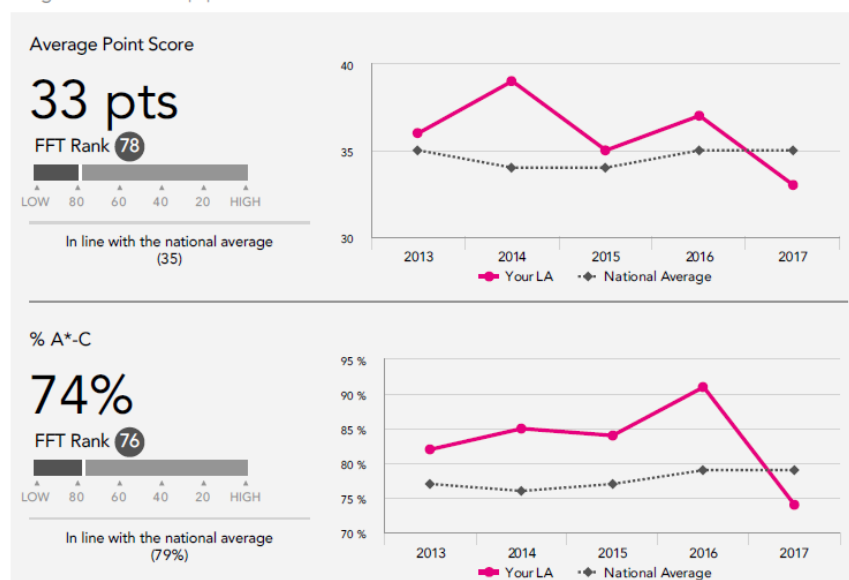 Average Point Score
33 pts
FFT Rank 78
LOW 80 60 40 20 HIGH
In line with the national average
(35)
40
35
30
2013 2014 2015 2016 2017
Your LA National Average
% A*-C
74%
FFT Rank 76
LOW 80 60 40 20 HIGH
In line with the national average
(79%)
95 %
90 %
85 %
80 %
75 %
70 %
2013 2014 2015 2016 2017
Your LA National Average